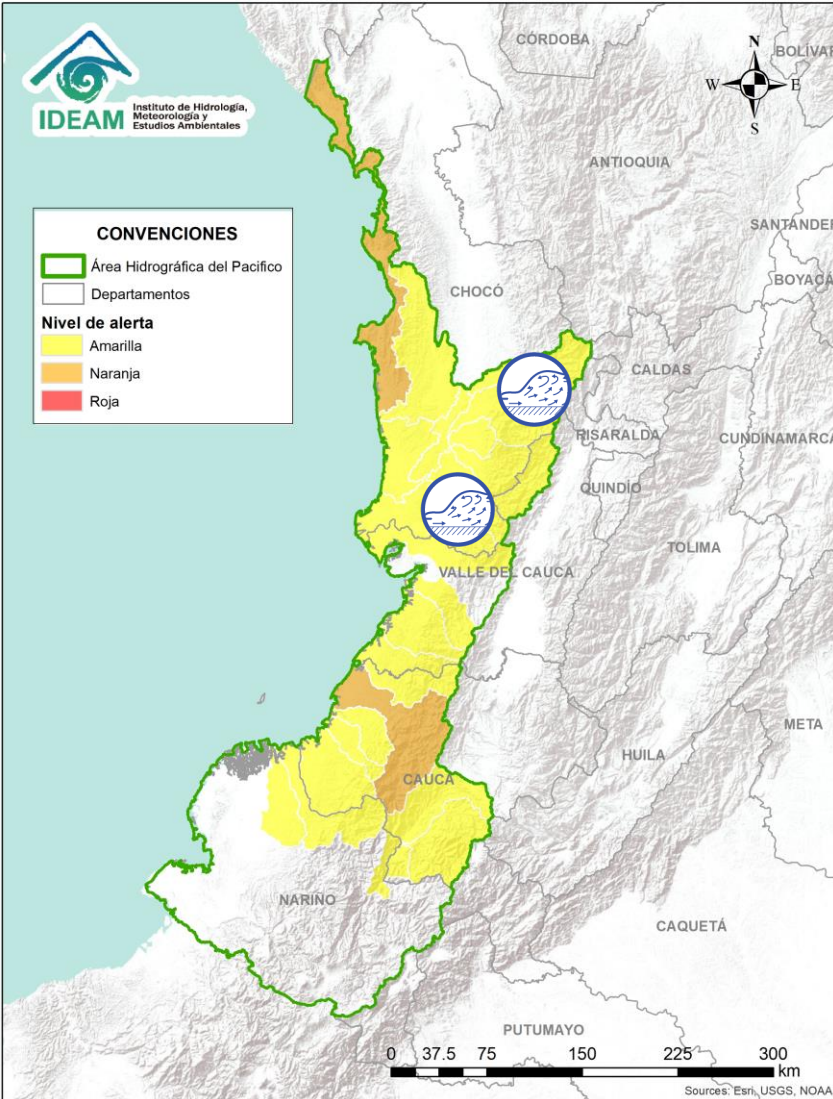 IDEAM
Instituto de Hidrología,
Meteorología y
Estudios Ambientales
CONVENCIONES
Área Hidrográfica del Pacifico
Departamentos
Nivel de alerta
Amarilla
Naranja
Roja
N
W
E
S
CÓRDOBA
BOLÍVAR
ANTIOQUIA
SANTANDER
BOYACÁ
CHOCÓ
CALDAS
RISARALDA
CUNDINAMARCA
QUINDÍO
TOLIMA
VALLE DEL CAUCA
META
HUILA
CAUCA
NARIÑO
CAQUETÁ
PUTUMAYO
0 37.5 75 150 225 300
km
Sources: Esri, USGS, NOAA